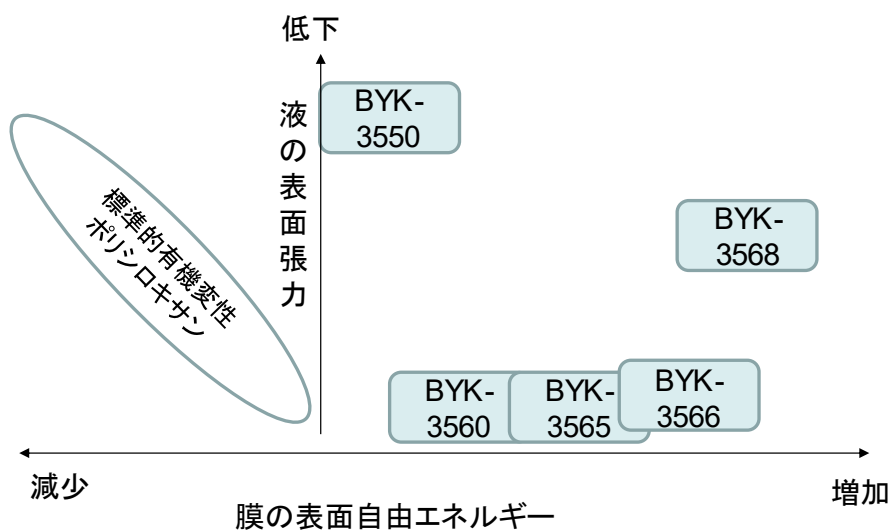 低下
液の表面張力
BYK-
3550
標準的有機変性
ポリシロキサン
BYK-
3568
BYK-
3560
BYK-
3565
BYK-
3566
減少
増加
膜の表面自由エネルギー